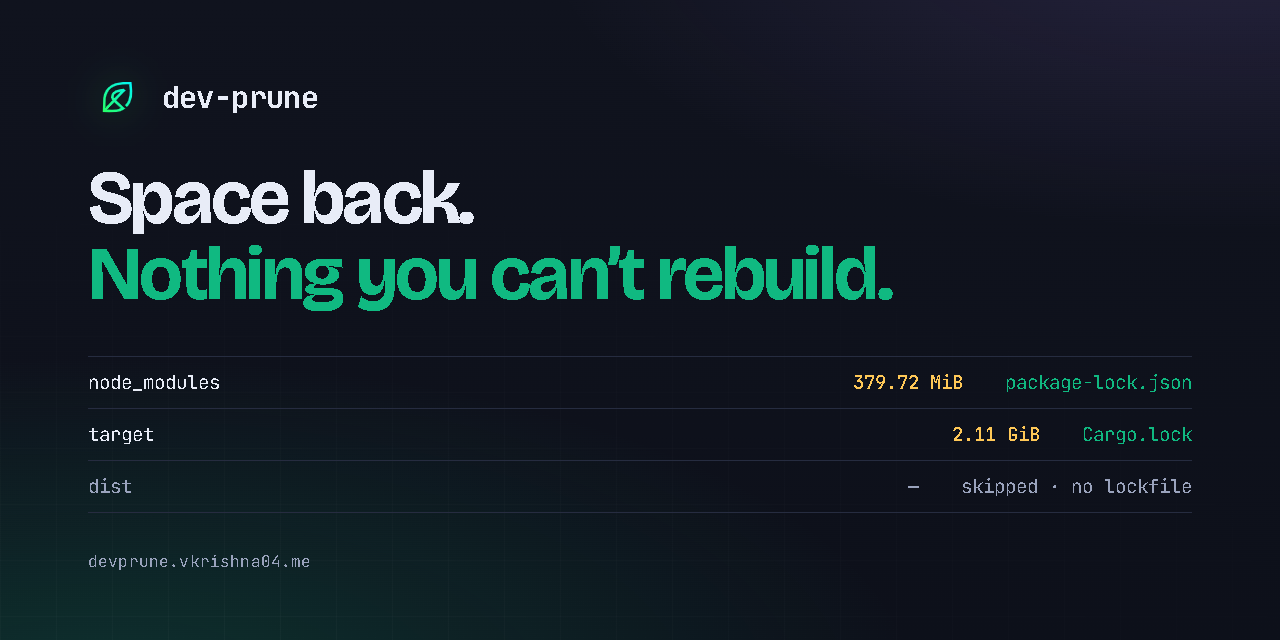 dev-prune
Space back.
Nothing you can't rebuild.
node_modules 379.72 MiB package-lock.json
target 2.11 GiB Cargo.lock
dist — skipped · no lockfile
devprune.vkrishna04.me